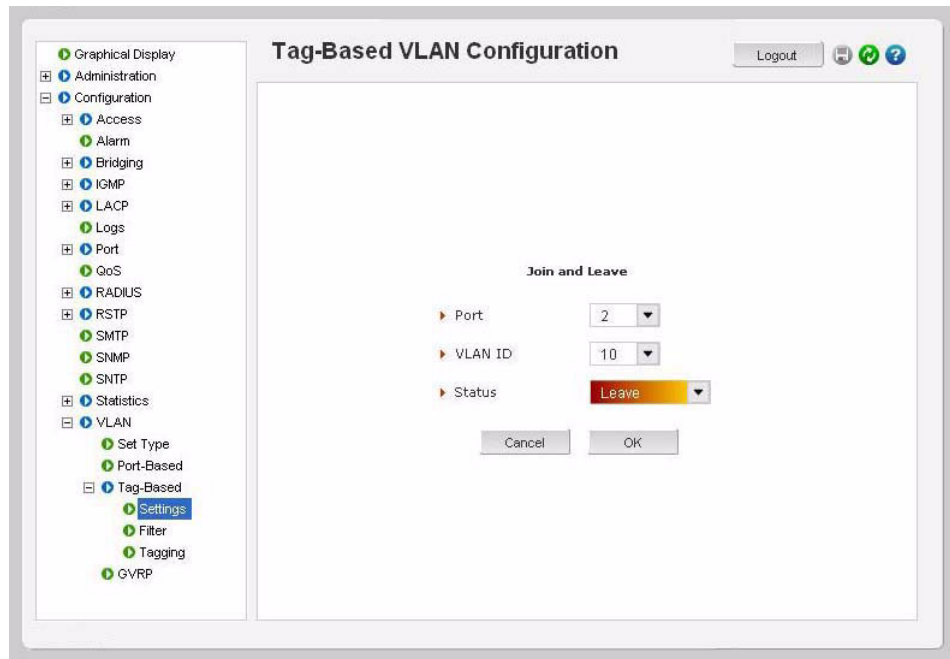 Graphical Display
Administration
Configuration
Access
Alarm
Bridging
IGMP
LACP
Logs
Port
QoS
RADIUS
RSTP
SMTP
SNMP
SNTP
Statistics
VLAN
Set Type
Port-Based
Tag-Based
Settings
Filter
Tagging
GVRP
Tag-Based VLAN Configuration
Logout
Join and Leave
Port 2
VLAN ID 10
Status Leave
Cancel OK